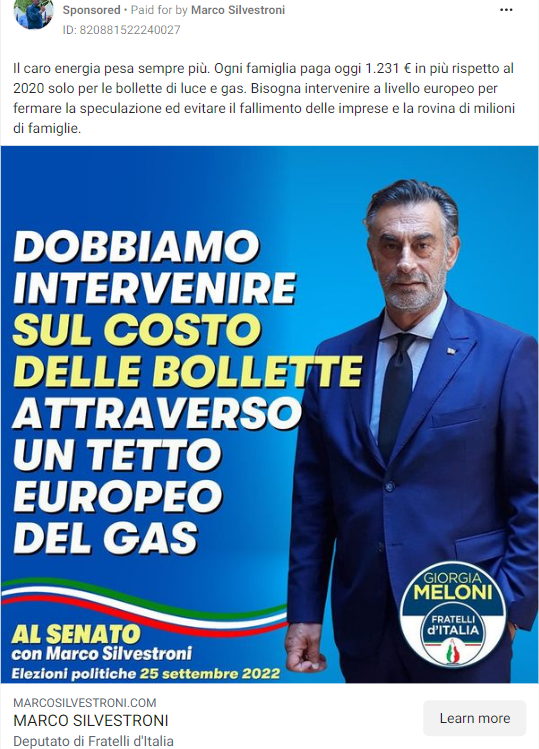 Sponsored • Paid for by Marco Silvestroni
ID: 820881522240027
Il caro energia pesa sempre più. Ogni famiglia paga oggi 1.231 € in più rispetto al
2020 solo per le bollette di luce e gas. Bisogna intervenire a livello europeo per
fermare la speculazione ed evitare il fallimento delle imprese e la rovina di milioni
di famiglie.
DOBBIAMO
INTERVENIRE
SUL COSTO
DELLE BOLLETTE
ATTRAVERSO
UN TETTO
EUROPEO
DEL GAS
GIORGIA
MELONI
FRATELLI
d'ITALIA
AL SENATO
con Marco Silvestroni
Elezioni politiche 25 settembre 2022
MARCOSILVESTRONI.COM
MARCO SILVESTRONI
Deputato di Fratelli d'Italia
Learn more